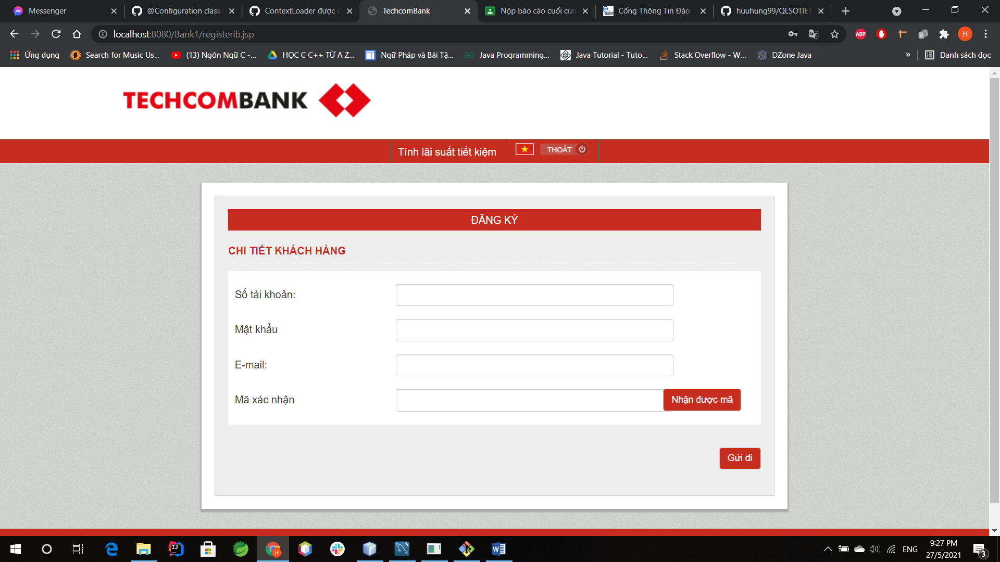 Messenger
@Configuration class
ContextLoader được c
TechcomBank
Nộp báo cáo cuối cùn
Cổng Thông Tin Đào T
huuhung99/QLSOTIET
localhost:8080/Bank1/registerib.jsp
ABP
H
Ứng dụng
Search for Music Us...
(13) Ngôn Ngữ C -...
HỌC C C++ TỪ A Z...
Ngữ Pháp và Bài Tậ...
Java Programming...
Java Tutorial - Tuto...
Stack Overflow - W...
DZone Java
»
Danh sách đọc
TECHCOMBANK
Tính lãi suất tiết kiệm
THOÁT
ĐĂNG KÝ
CHI TIẾT KHÁCH HÀNG
Số tài khoản:
Mật khẩu
E-mail:
Mã xác nhận
Nhận được mã
Gửi đi
ENG
9:27 PM
27/5/2021
3